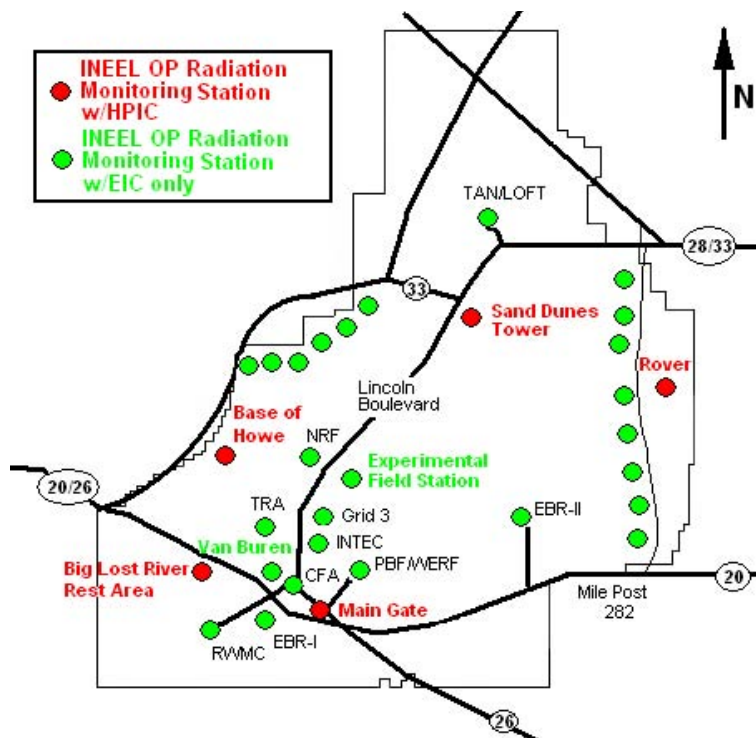 INEEL OP Radiation
Monitoring Station
w/HPIC
INEEL OP Radiation
Monitoring Station
w/EIC only
N
TAN/LOFT
28/33
33
Sand Dunes
Tower
Rover
Lincoln
Boulevard
Base of
Howe
NRF
Experimental
Field Station
20/26
TRA
Grid 3
EBR-II
Van Buren
INTEC
Big Lost River
Rest Area
CFA
PBF/WERF
20
Mile Post
282
Main Gate
EBR-I
RWMC
26